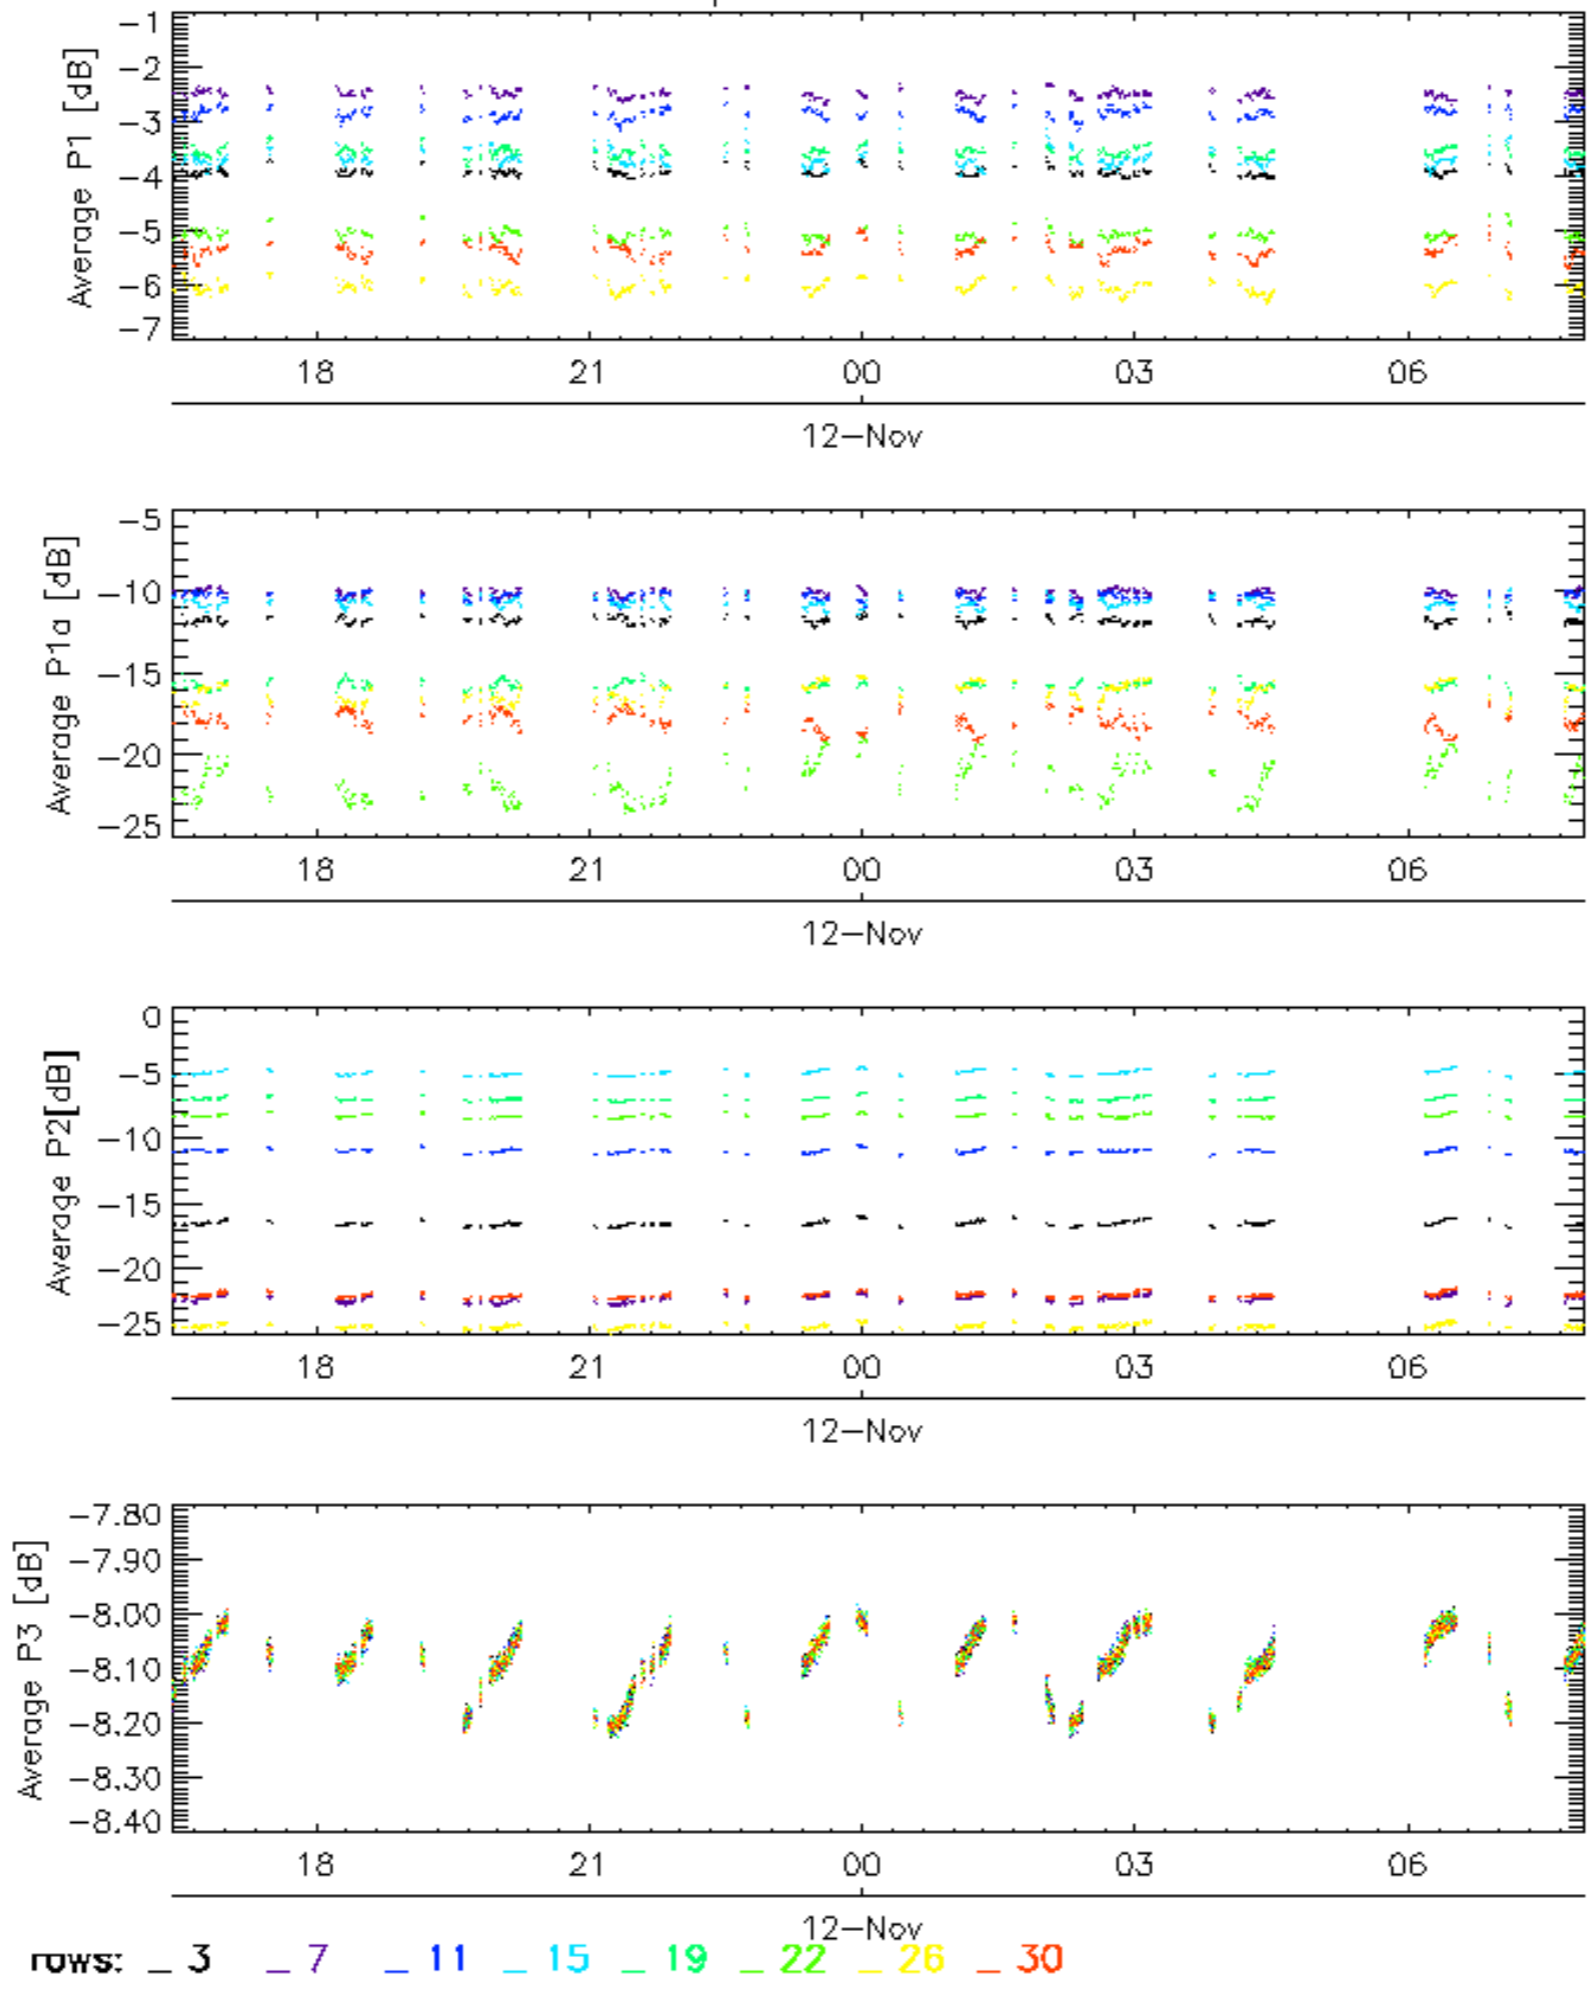 Average P1 [dB]
-1
-2
-3
-4
-5
-6
-7
18 21 00 03 06
12-Nov
Average P1a [dB]
-5
-10
-15
-20
-25
18 21 00 03 06
12-Nov
Average P2[dB]
0
-5
-10
-15
-20
-25
18 21 00 03 06
12-Nov
Average P3 [dB]
-7.80
-7.90
-8.00
-8.10
-8.20
-8.30
-8.40
18 21 00 03 06
12-Nov
rows: _ 3 _ 7 _ 11 _ 15 _ 19 _ 22 _ 26 _ 30